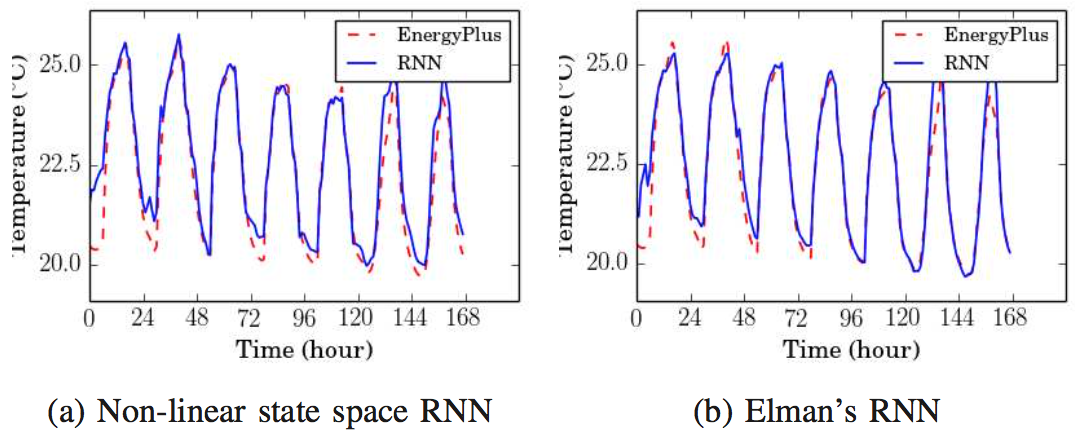 EnergyPlus
RNN
25.0
22.5
20.0
Temperature (°C)
0 24 48 72 96 120 144 168
Time (hour)
(a) Non-linear state space RNN
EnergyPlus
RNN
25.0
22.5
20.0
Temperature (°C)
0 24 48 72 96 120 144 168
Time (hour)
(b) Elman's RNN